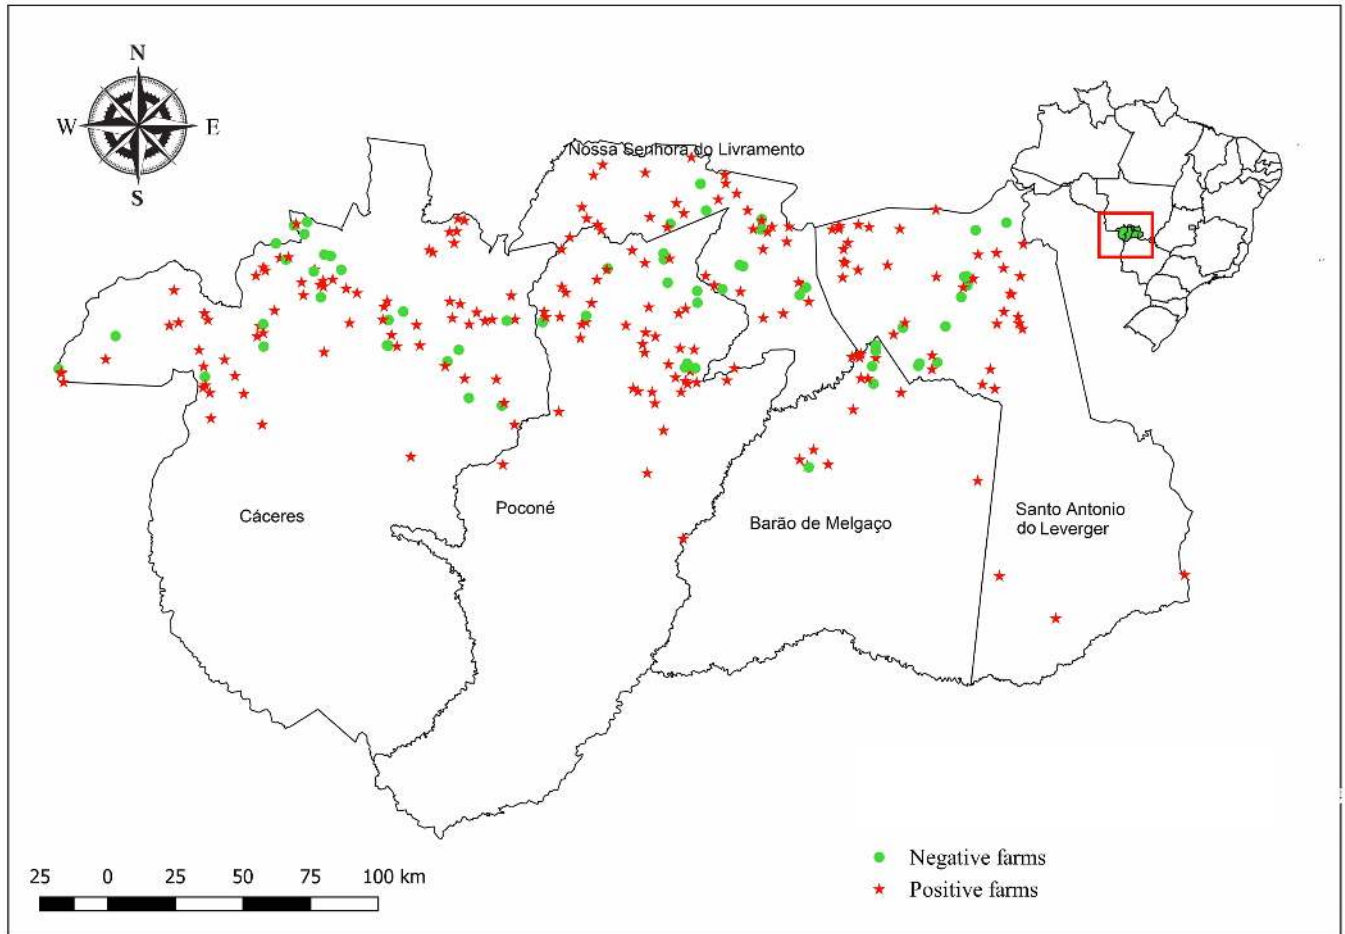 N
W E
S
Nossa Senhora do Livramento
Cáceres
Poconé
Barão de Melgaço
Santo Antonio
do Leverger
25 0 25 50 75 100 km
Negative farms
Positive farms